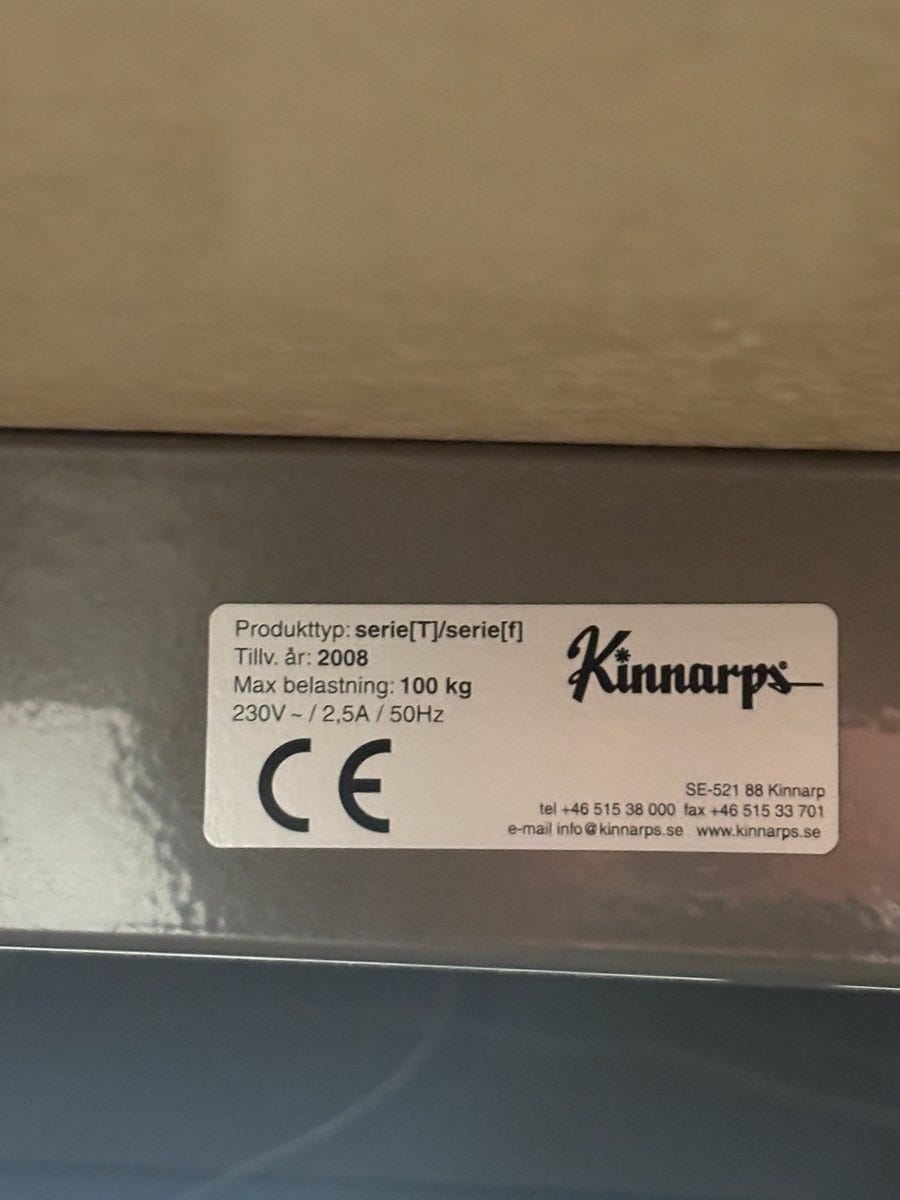 Produkttyp: serie[T]/serie[f]
Tillv. år: 2008
Max belastning: 100 kg
230V ~ / 2,5A / 50Hz
CE
Kinnarps
SE-521 88 Kinnarp
tel +46 515 38 000 fax +46 515 33 701
e-mail info@kinnarps.se www.kinnarps.se